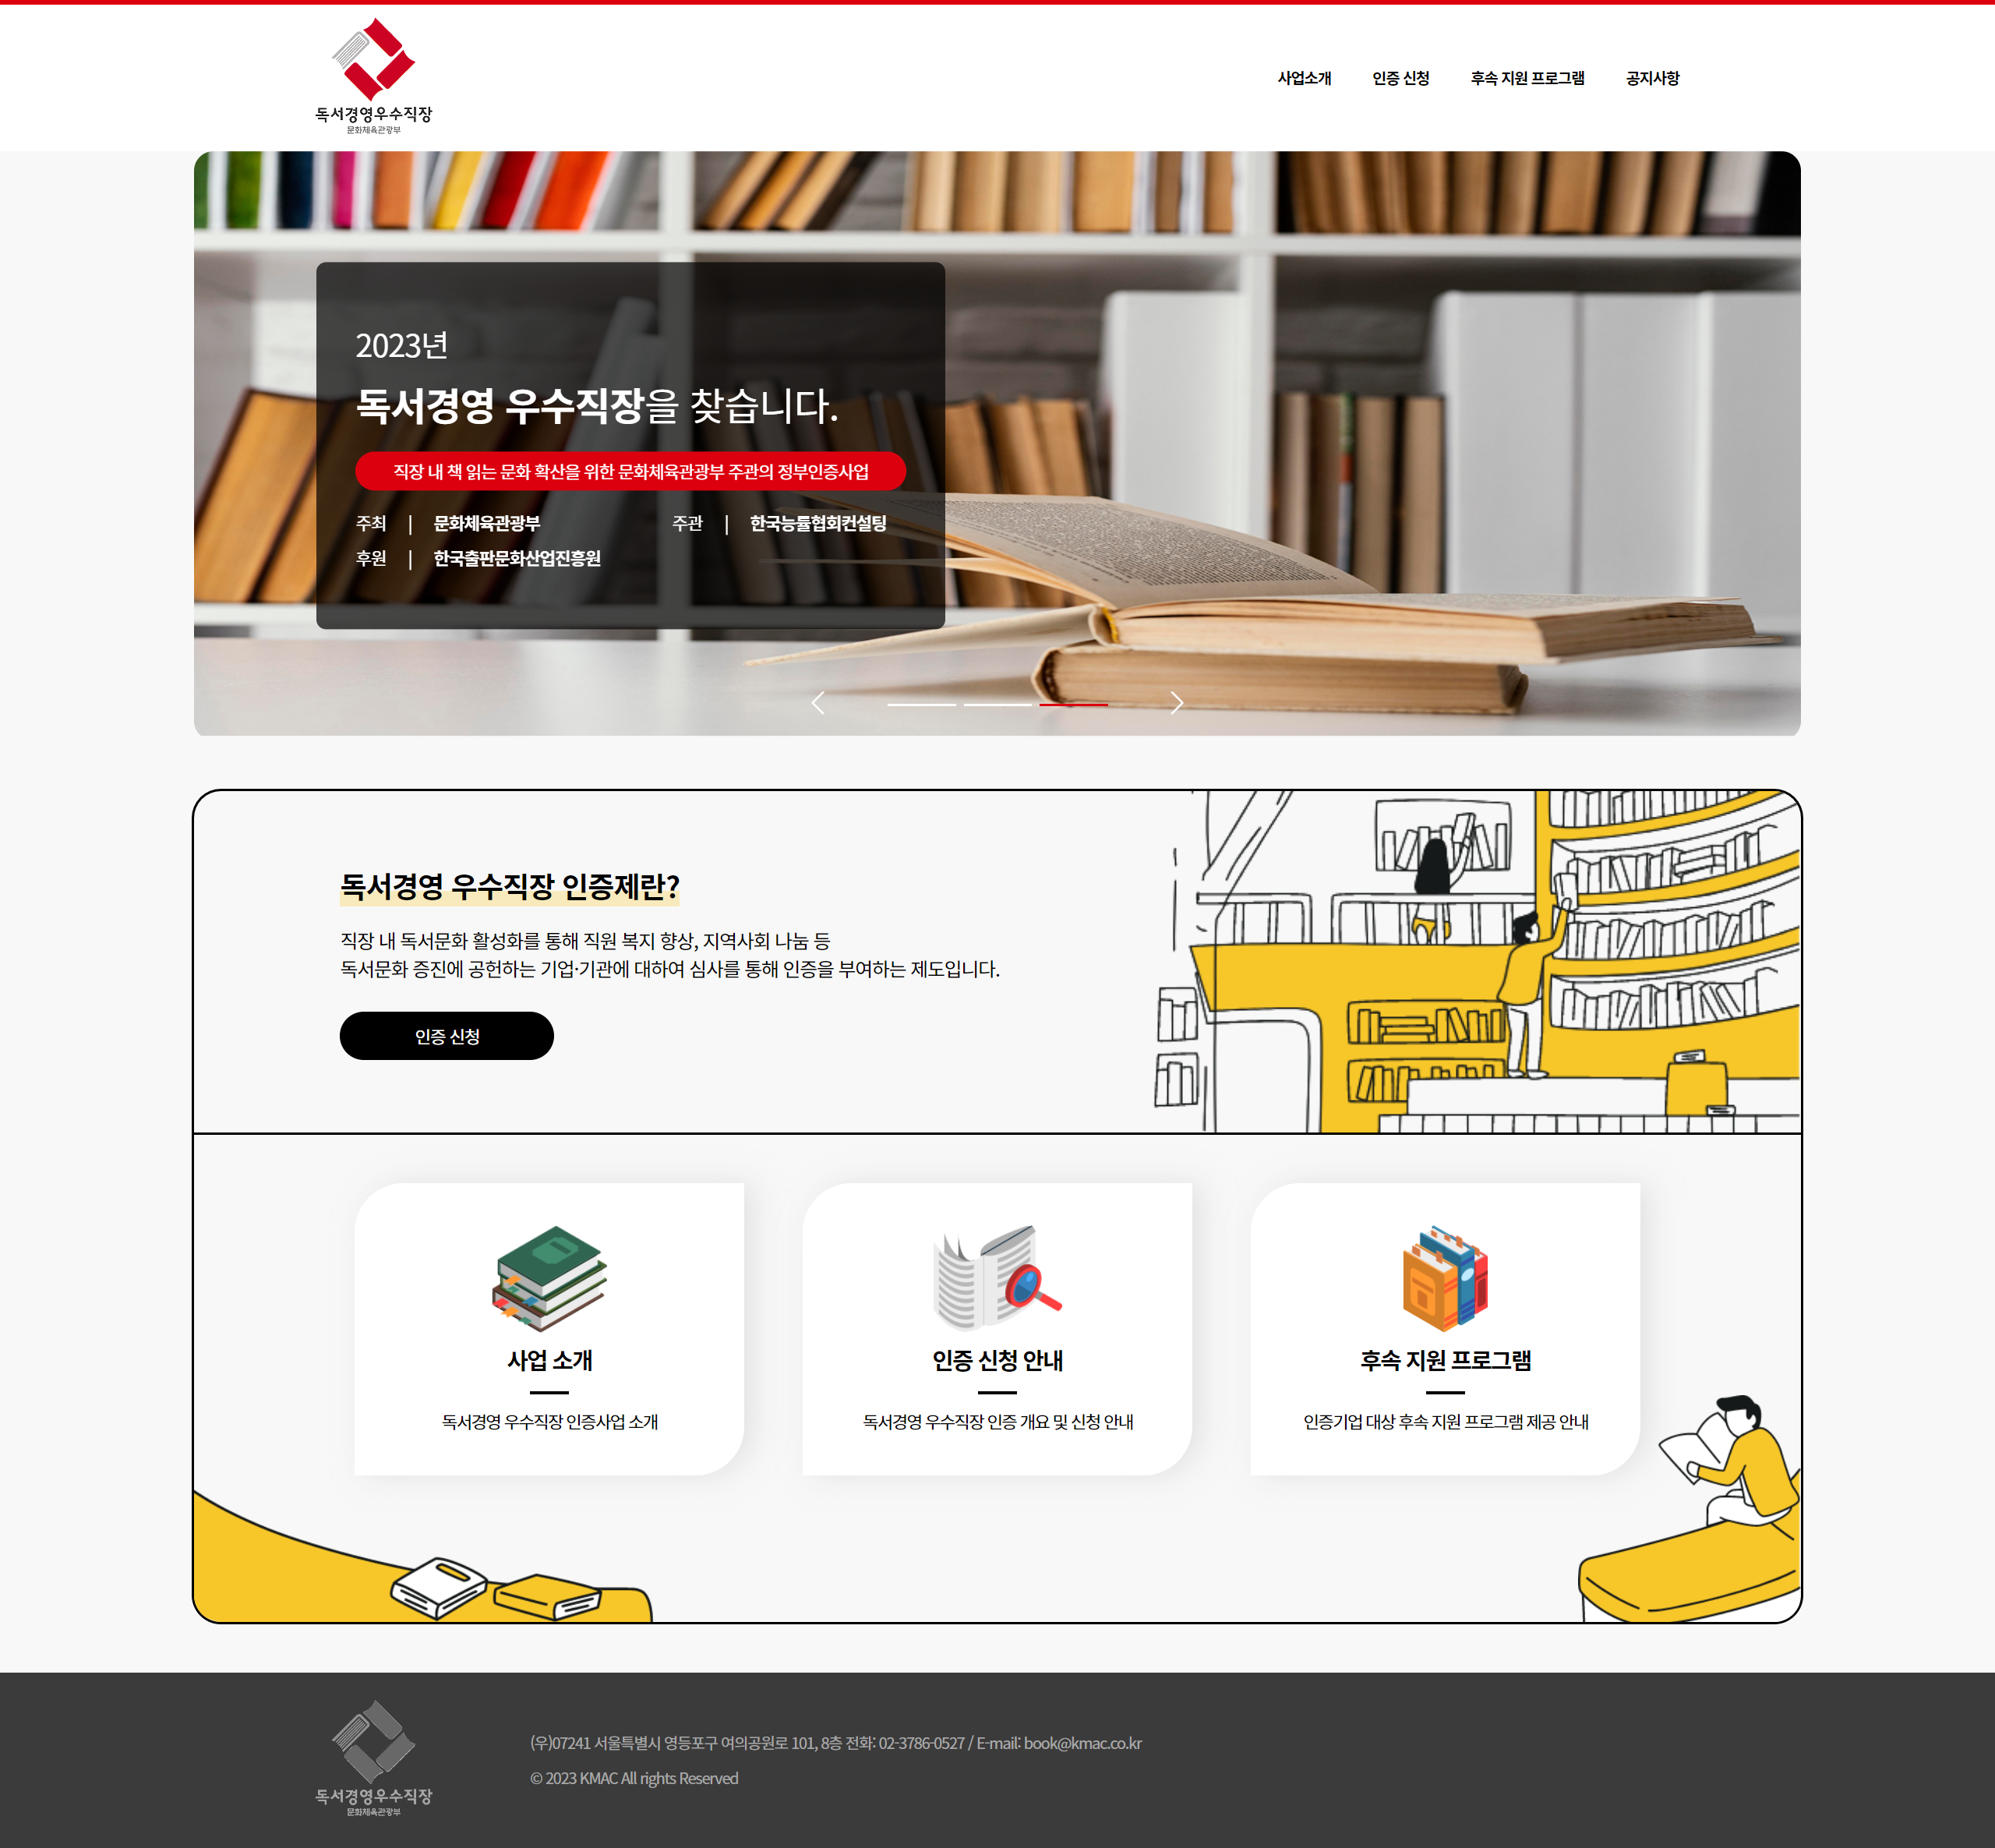 독서경영우수직장
문화체육관광부
사업소개 인증 신청 후속 지원 프로그램 공지사항
2023년
독서경영 우수직장을 찾습니다.
직장 내 책 읽는 문화 확산을 위한 문화체육관광부 주관의 정부인증사업
주최 | 문화체육관광부 주관 | 한국능률협회컨설팅
후원 | 한국출판문화산업진흥원
독서경영 우수직장 인증제란?
직장 내 독서문화 활성화를 통해 직원 복지 향상, 지역사회 나눔 등
독서문화 증진에 공헌하는 기업·기관에 대하여 심사를 통해 인증을 부여하는 제도입니다.
인증 신청
사업 소개
독서경영 우수직장 인증사업 소개
인증 신청 안내
독서경영 우수직장 인증 개요 및 신청 안내
후속 지원 프로그램
인증기업 대상 후속 지원 프로그램 제공 안내
독서경영우수직장
문화체육관광부
(우)07241 서울특별시 영등포구 여의공원로 101, 8층 전화: 02-3786-0527 / E-mail: book@kmac.co.kr
© 2023 KMAC All rights Reserved